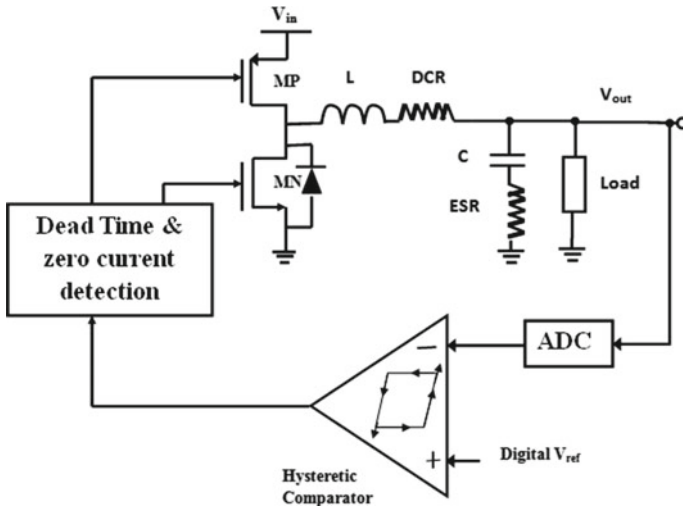 V_in
MP
L
DCR
V_out
C
MN
ESR
Load
Dead Time &
zero current
detection
−
ADC
+
Digital V_ref
Hysteretic
Comparator